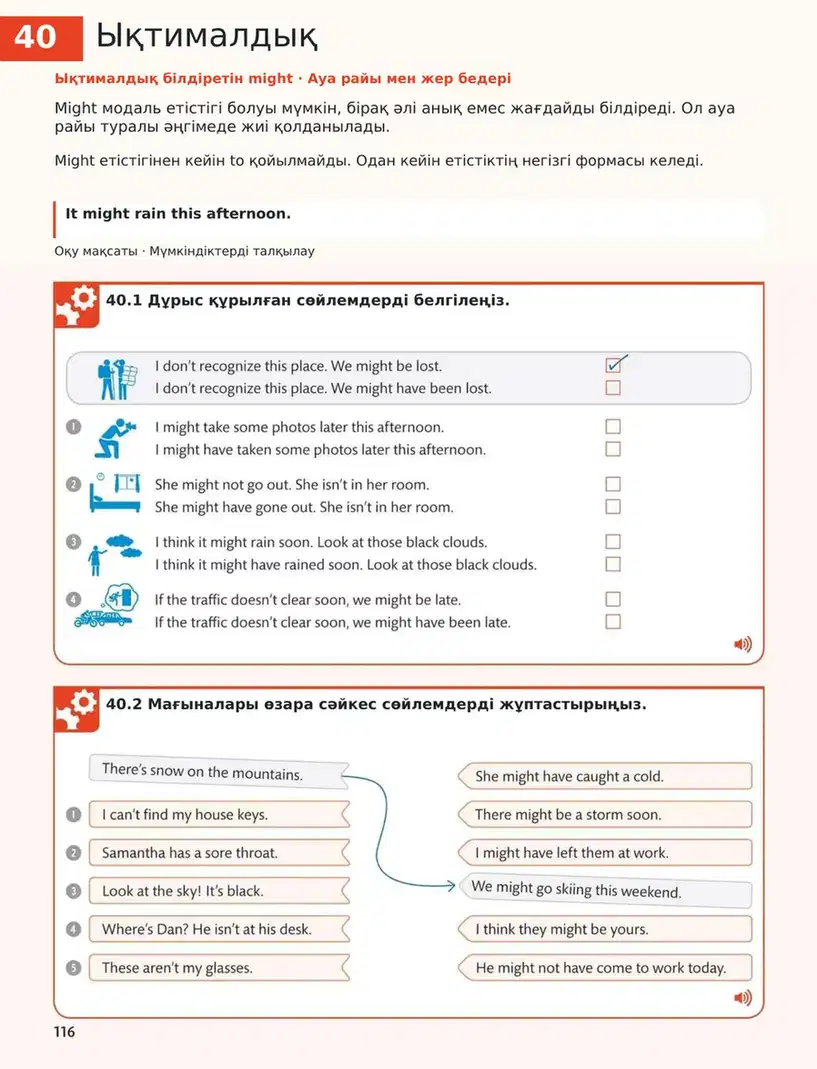 40 Ықтималдық
Ықтималдық білдіретін might · Ауа райы мен жер бедері
Might модаль етістігі болуы мүмкін, бірақ әлі анық емес жағдайды білдіреді. Ол ауа
райы туралы әңгімеде жиі қолданылады.
Might етістігінен кейін to қойылмайды. Одан кейін етістіктің негізгі формасы келеді.
It might rain this afternoon.
Оқу мақсаты · Мүмкіндіктерді талқылау
40.1 Дұрыс құрылған сөйлемдерді белгілеңіз.
I don't recognize this place. We might be lost.
I don't recognize this place. We might have been lost.
1 I might take some photos later this afternoon.
I might have taken some photos later this afternoon.
2 She might not go out. She isn't in her room.
She might have gone out. She isn't in her room.
3 I think it might rain soon. Look at those black clouds.
I think it might have rained soon. Look at those black clouds.
4 If the traffic doesn't clear soon, we might be late.
If the traffic doesn't clear soon, we might have been late.
40.2 Мағыналары өзара сәйкес сөйлемдерді жұптастырыңыз.
There's snow on the mountains.
She might have caught a cold.
1 I can't find my house keys.
There might be a storm soon.
2 Samantha has a sore throat.
I might have left them at work.
3 Look at the sky! It's black.
We might go skiing this weekend.
4 Where's Dan? He isn't at his desk.
I think they might be yours.
5 These aren't my glasses.
He might not have come to work today.
116